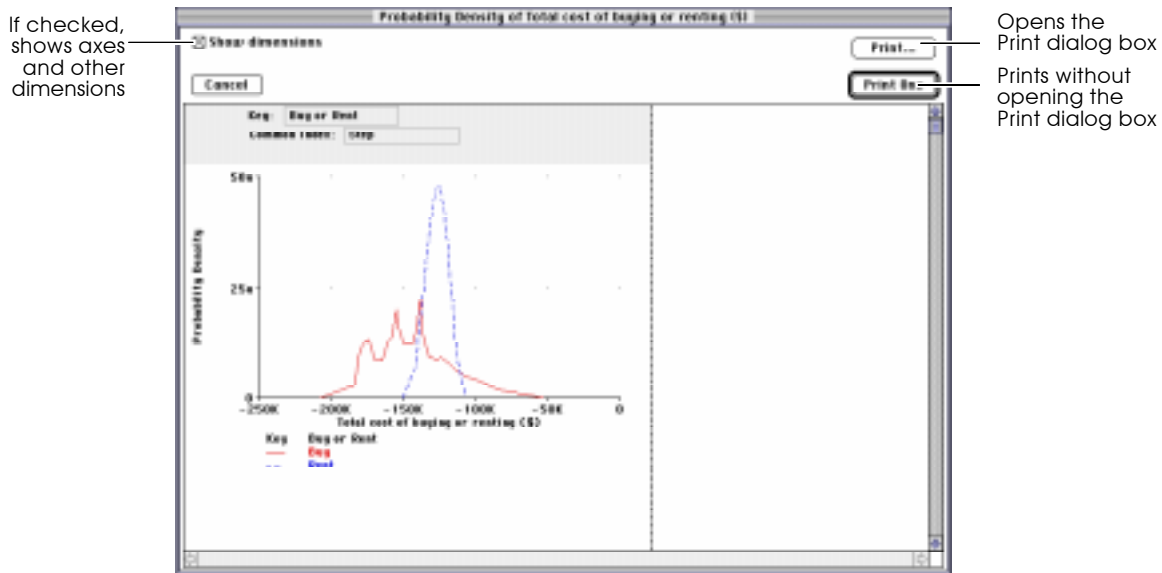 Probability Density of Total cost of buying or renting ($)
If checked,
shows axes
and other
dimensions
Show dimensions
Print...
Opens the
Print dialog box
Cancel
Prints without
opening the
Print dialog box
Key: Buy or Rent
Common Index: Step
50u
25u
0
Probability Density
-250K -200K -150K -100K -50K 0
Total cost of buying or renting ($)
Key Buy or Rent
Buy
Rent